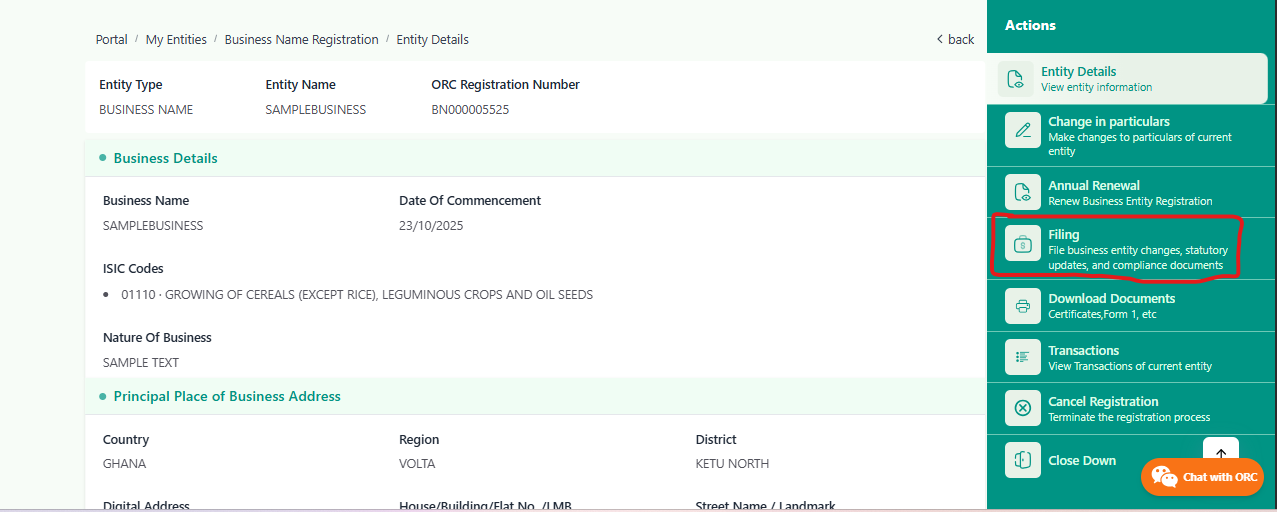 Portal / My Entities / Business Name Registration / Entity Details
back
Entity Type Entity Name ORC Registration Number
BUSINESS NAME SAMPLEBUSINESS BN000005525
Business Details
Business Name Date Of Commencement
SAMPLEBUSINESS 23/10/2025
ISIC Codes
• 01110 · GROWING OF CEREALS (EXCEPT RICE), LEGUMINOUS CROPS AND OIL SEEDS
Nature Of Business
SAMPLE TEXT
Principal Place of Business Address
Country Region District
GHANA VOLTA KETU NORTH
Digital Address House/Building/Flat No. /LMB Street Name / Landmark
Actions
Entity Details
View entity information
Change in particulars
Make changes to particulars of current
entity
Annual Renewal
Renew Business Entity Registration
Filing
File business entity changes, statutory
updates, and compliance documents
Download Documents
Certificates,Form 1, etc
Transactions
View Transactions of current entity
Cancel Registration
Terminate the registration process
Close Down
Chat with ORC